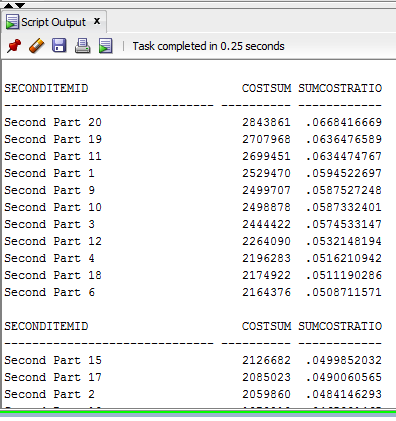 Script Output x
Task completed in 0.25 seconds
SECONDITEMID COSTSUM SUMCOSTRATIO
-------------------------------- ---------- ------------
Second Part 20 2843861 .0668416669
Second Part 19 2707968 .0636476589
Second Part 11 2699451 .0634474767
Second Part 1 2529470 .0594522697
Second Part 9 2499707 .0587527248
Second Part 10 2498878 .0587332401
Second Part 3 2444422 .0574533147
Second Part 12 2264090 .0532148194
Second Part 4 2196283 .0516210942
Second Part 18 2174922 .0511190286
Second Part 6 2164376 .0508711571
SECONDITEMID COSTSUM SUMCOSTRATIO
-------------------------------- ---------- ------------
Second Part 15 2126682 .0499852032
Second Part 17 2085023 .0490060565
Second Part 2 2059860 .0484146293